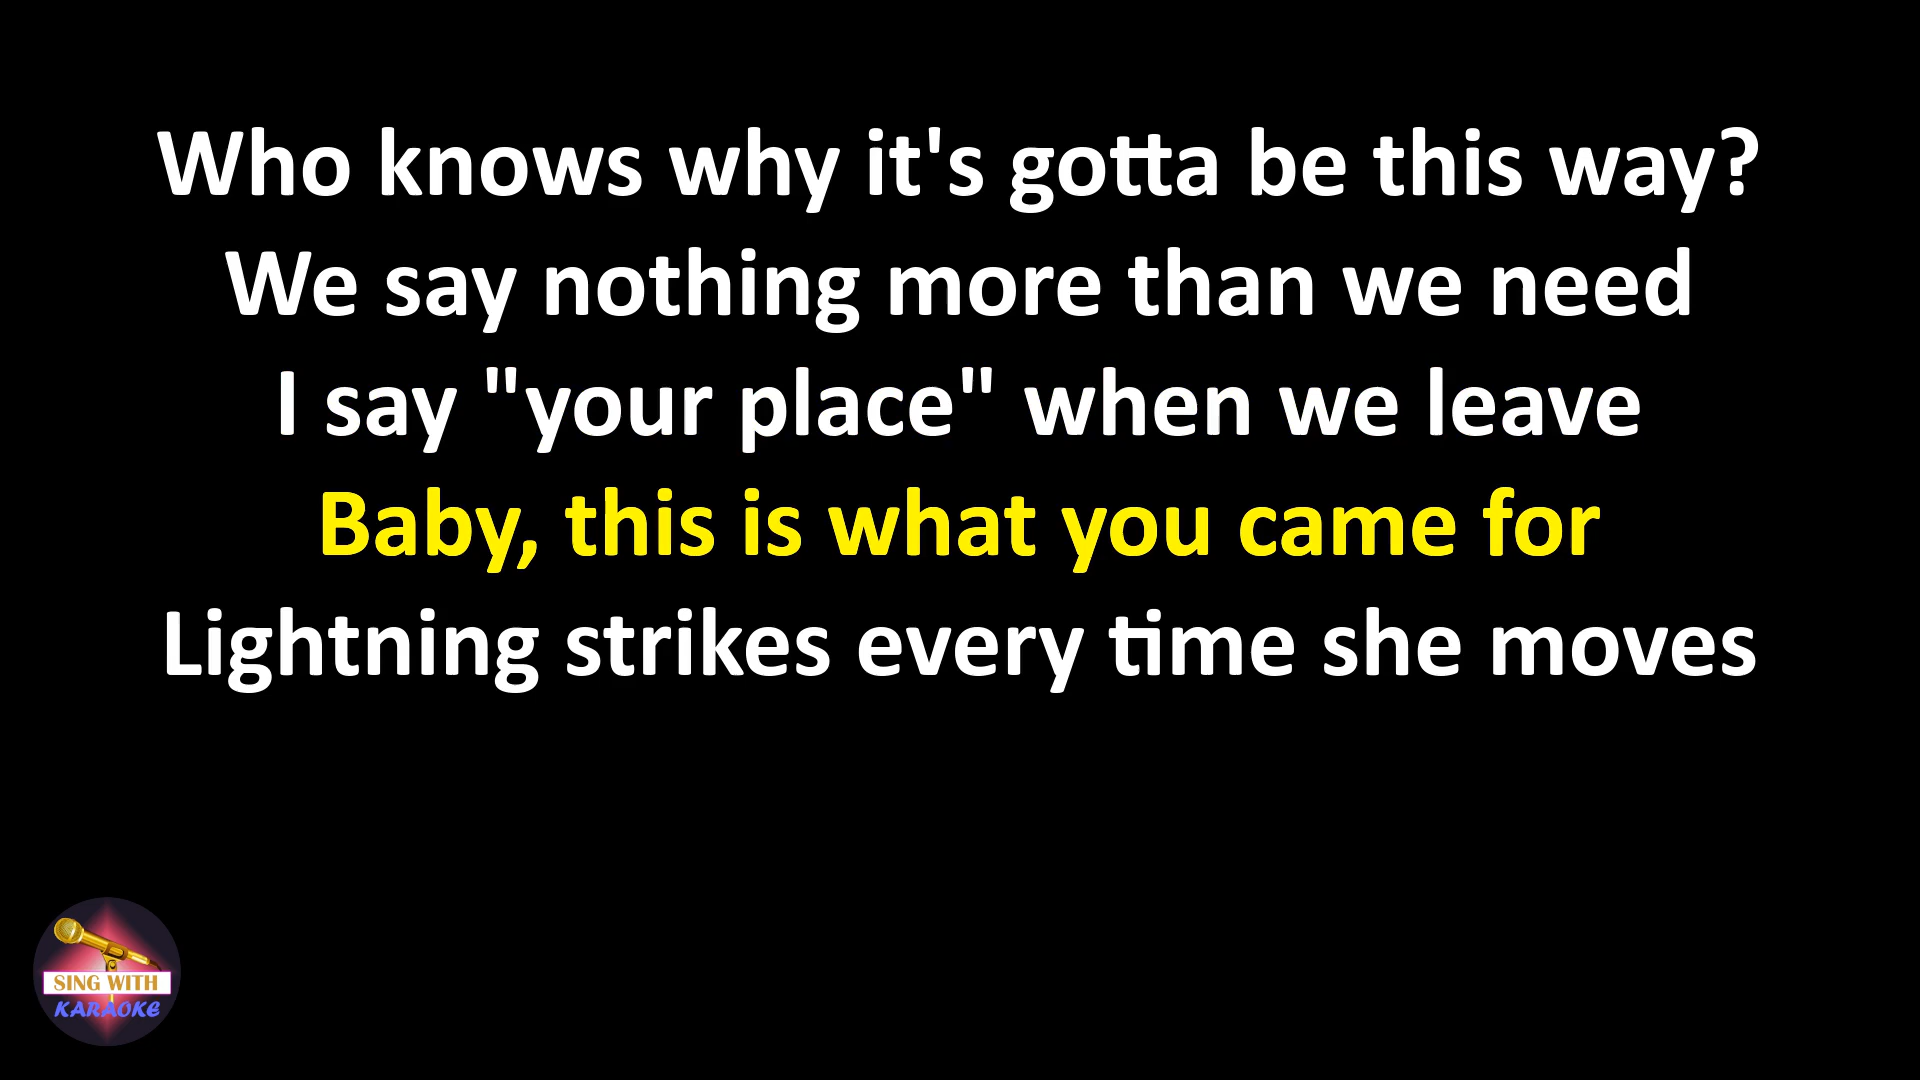 Who knows why it's gotta be this way?
We say nothing more than we need
I say "your place" when we leave
Baby, this is what you came for
Lightning strikes every time she moves
SING WITH
KARAOKE